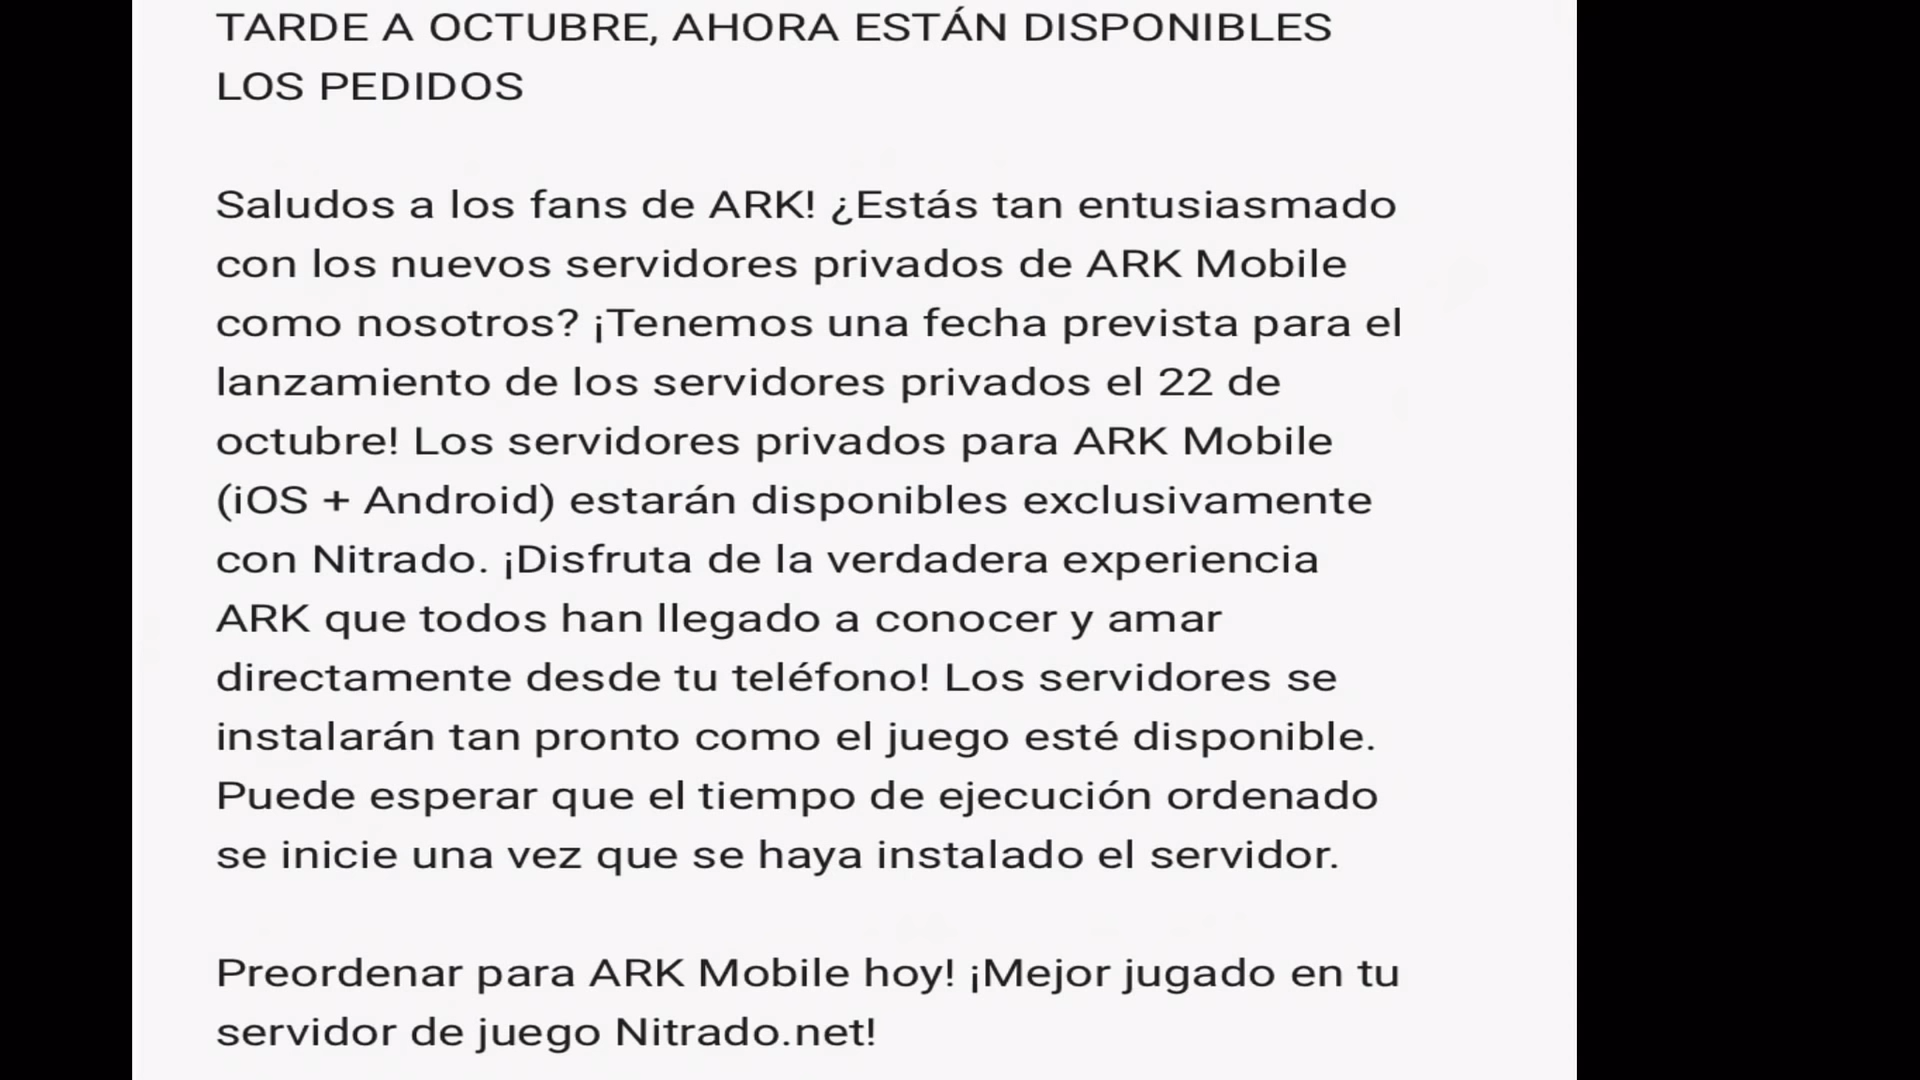 TARDE A OCTUBRE, AHORA ESTÁN DISPONIBLES
LOS PEDIDOS
Saludos a los fans de ARK! ¿Estás tan entusiasmado
con los nuevos servidores privados de ARK Mobile
como nosotros? ¡Tenemos una fecha prevista para el
lanzamiento de los servidores privados el 22 de
octubre! Los servidores privados para ARK Mobile
(iOS + Android) estarán disponibles exclusivamente
con Nitrado. ¡Disfruta de la verdadera experiencia
ARK que todos han llegado a conocer y amar
directamente desde tu teléfono! Los servidores se
instalarán tan pronto como el juego esté disponible.
Puede esperar que el tiempo de ejecución ordenado
se inicie una vez que se haya instalado el servidor.
Preordenar para ARK Mobile hoy! ¡Mejor jugado en tu
servidor de juego Nitrado.net!